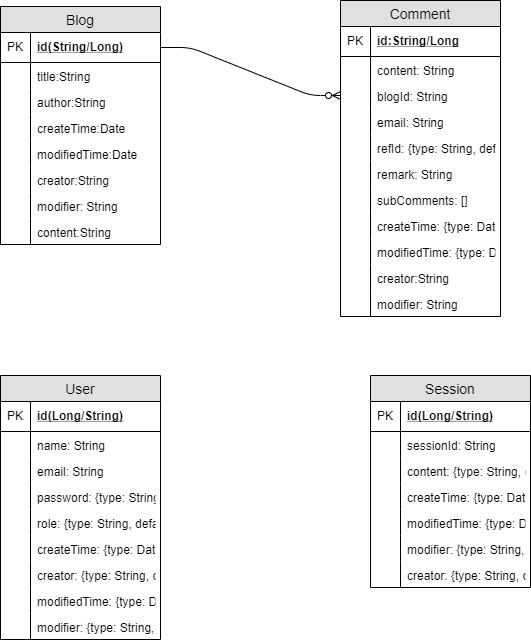 Blog
PK id(String/Long)
title:String
author:String
createTime:Date
modifiedTime:Date
creator:String
modifier: String
content:String
Comment
PK id:String/Long
content: String
blogId: String
email: String
refId: {type: String, def
remark: String
subComments: []
createTime: {type: Dat
modifiedTime: {type: D
creator:String
modifier: String
User
PK id(Long/String)
name: String
email: String
password: {type: String
role: {type: String, defa
createTime: {type: Dat
creator: {type: String, d
modifiedTime: {type: D
modifier: {type: String,
Session
PK id(Long/String)
sessionId: String
content: {type: String,
createTime: {type: Dat
modifiedTime: {type: D
modifier: {type: String,
creator: {type: String, d